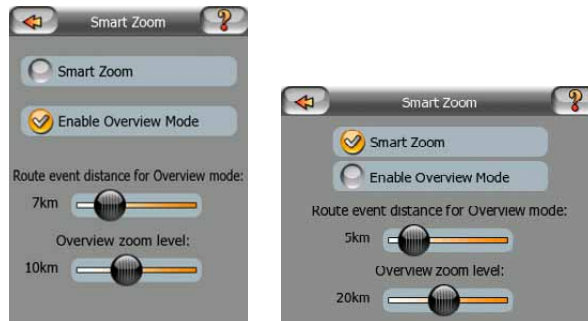 Smart Zoom
Smart Zoom
Enable Overview Mode
Route event distance for Overview mode:
7km
Overview zoom level:
10km
Smart Zoom
Smart Zoom
Enable Overview Mode
Route event distance for Overview mode:
5km
Overview zoom level:
20km